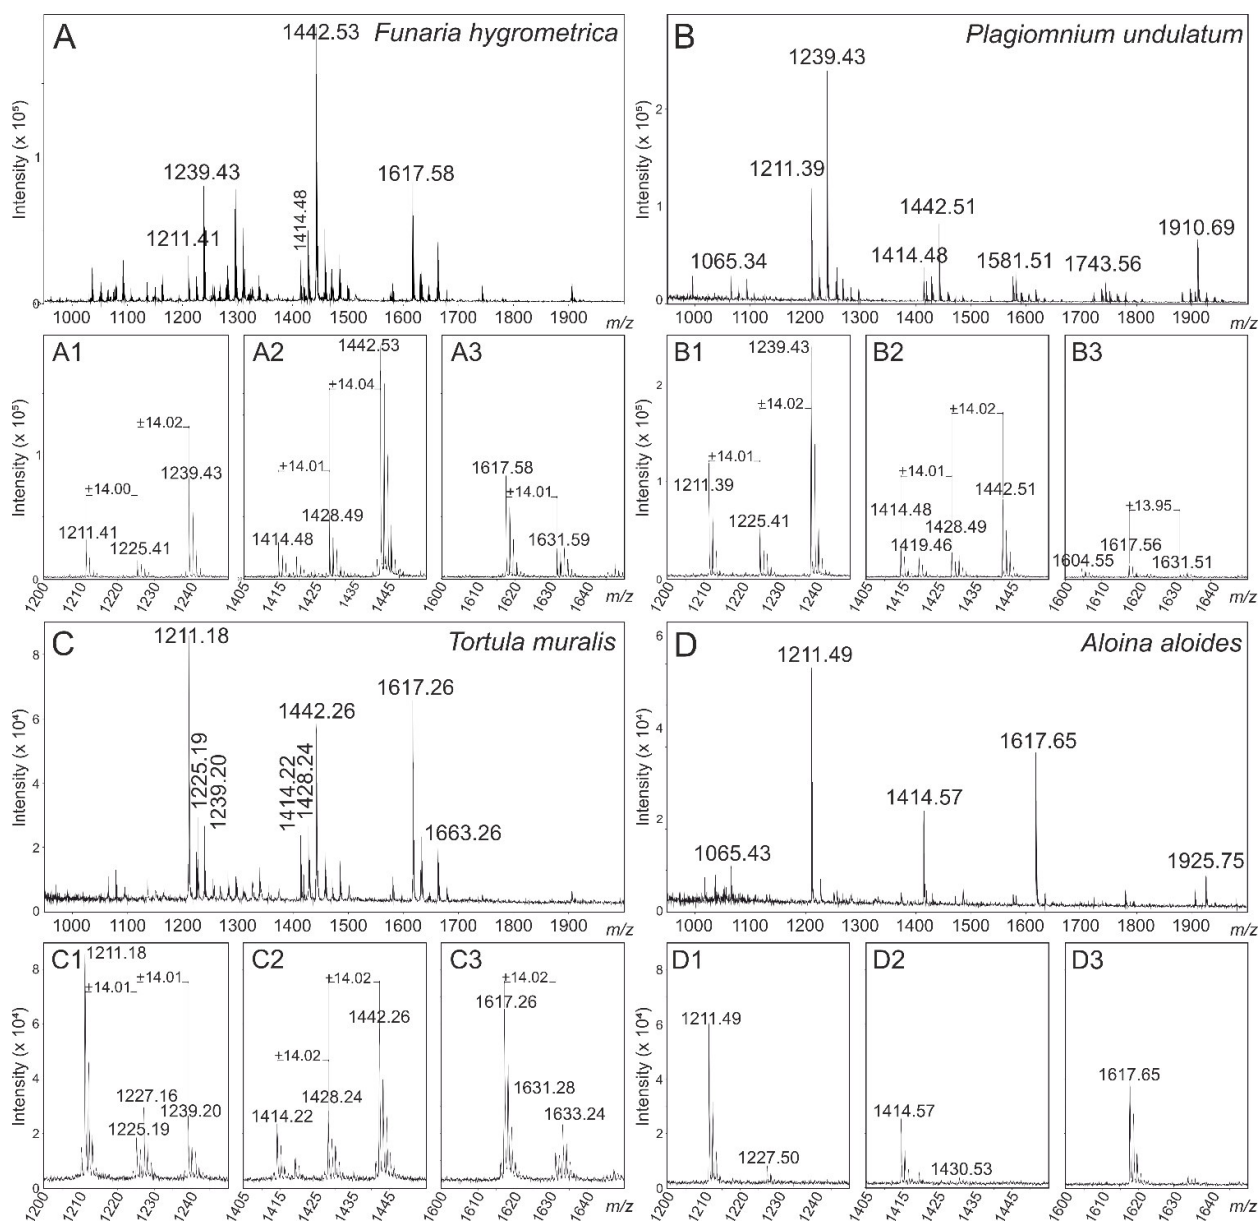 A
Funaria hygrometrica
Intensity (x 10⁵)
1
0
1442.53
1239.43
1211.41
1414.48
1617.58
1000 1100 1200 1300 1400 1500 1600 1700 1800 1900 m/z
B
Plagiomnium undulatum
Intensity (x 10⁵)
2
1
0
1239.43
1211.39
1065.34
1442.51
1414.48
1581.51
1743.56
1910.69
1000 1100 1200 1300 1400 1500 1600 1700 1800 1900 m/z
A1
Intensity (x 10⁵)
1
0
±14.02
1239.43
±14.00
1211.41
1225.41
1200 1210 1220 1230 1240
A2
1442.53
±14.04
±14.01
1428.49
1414.48
1405 1415 1425 1435 1445
A3
1617.58
±14.01
1631.59
1600 1610 1620 1630 1640 m/z
B1
Intensity (x 10⁵)
2
1
0
1239.43
±14.02
±14.01
1211.39
1225.41
1200 1210 1220 1230 1240
B2
±14.02
±14.01
1442.51
1414.48
1428.49
1419.46
1405 1415 1425 1435 1445
B3
±13.95
1617.56
1604.55
1631.51
1600 1610 1620 1630 1640 m/z
C
Tortula muralis
Intensity (x 10⁴)
8
6
4
2
0
1211.18
1225.19
1239.20
1414.22
1428.24
1442.26
1617.26
1663.26
1000 1100 1200 1300 1400 1500 1600 1700 1800 1900 m/z
D
Aloina aloides
Intensity (x 10⁴)
6
4
2
0
1211.49
1065.43
1414.57
1617.65
1925.75
1000 1100 1200 1300 1400 1500 1600 1700 1800 1900 m/z
C1
Intensity (x 10⁴)
8
6
4
2
1211.18
±14.01
±14.01
1227.16
1225.19
1239.20
1200 1210 1220 1230 1240
C2
±14.02
1442.26
±14.02
1428.24
1414.22
1405 1415 1425 1435 1445
C3
±14.02
1617.26
1631.28
1633.24
1600 1610 1620 1630 1640 m/z
D1
Intensity (x 10⁴)
8
6
4
2
0
1211.49
1227.50
1200 1210 1220 1230 1240
D2
1414.57
1430.53
1405 1415 1425 1435 1445
D3
1617.65
1600 1610 1620 1630 1640 m/z